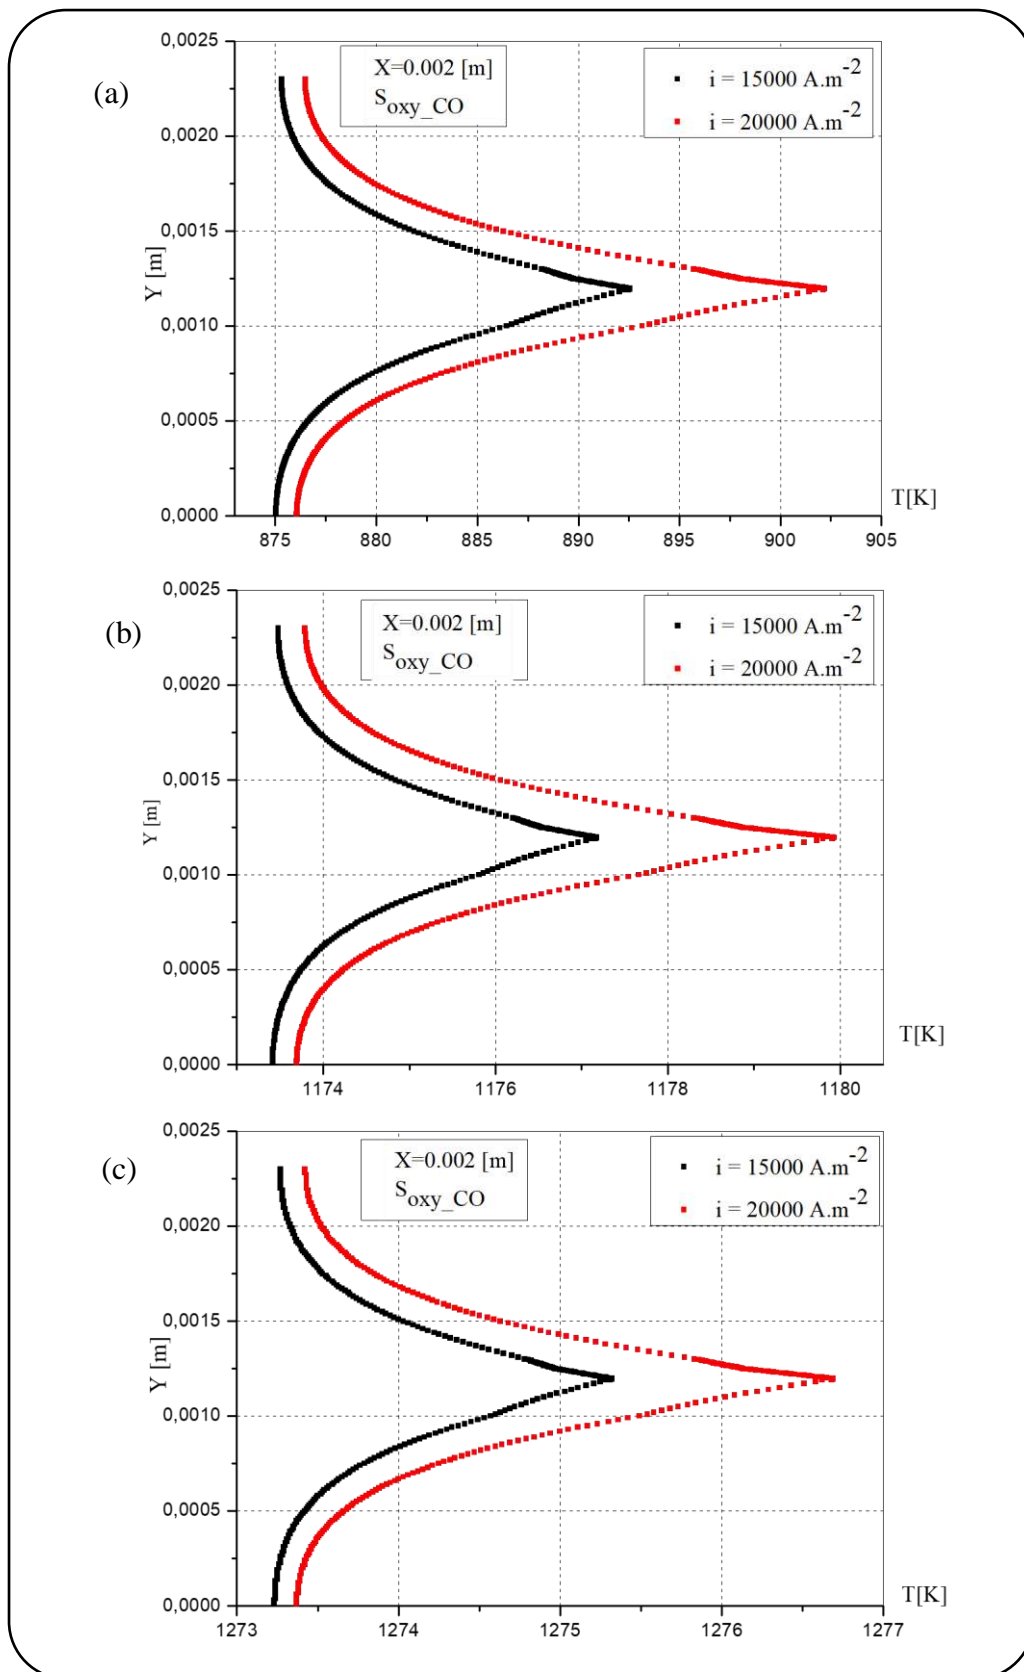 (a)
X=0.002 [m]
Soxy_CO
i = 15000 A.m-2
i = 20000 A.m-2
Y [m]
0,0025
0,0020
0,0015
0,0010
0,0005
0,0000
T[K]
875 880 885 890 895 900 905
(b)
X=0.002 [m]
Soxy_CO
i = 15000 A.m-2
i = 20000 A.m-2
Y [m]
0,0025
0,0020
0,0015
0,0010
0,0005
0,0000
T[K]
1174 1176 1178 1180
(c)
X=0.002 [m]
Soxy_CO
i = 15000 A.m-2
i = 20000 A.m-2
Y [m]
0,0025
0,0020
0,0015
0,0010
0,0005
0,0000
T[K]
1273 1274 1275 1276 1277